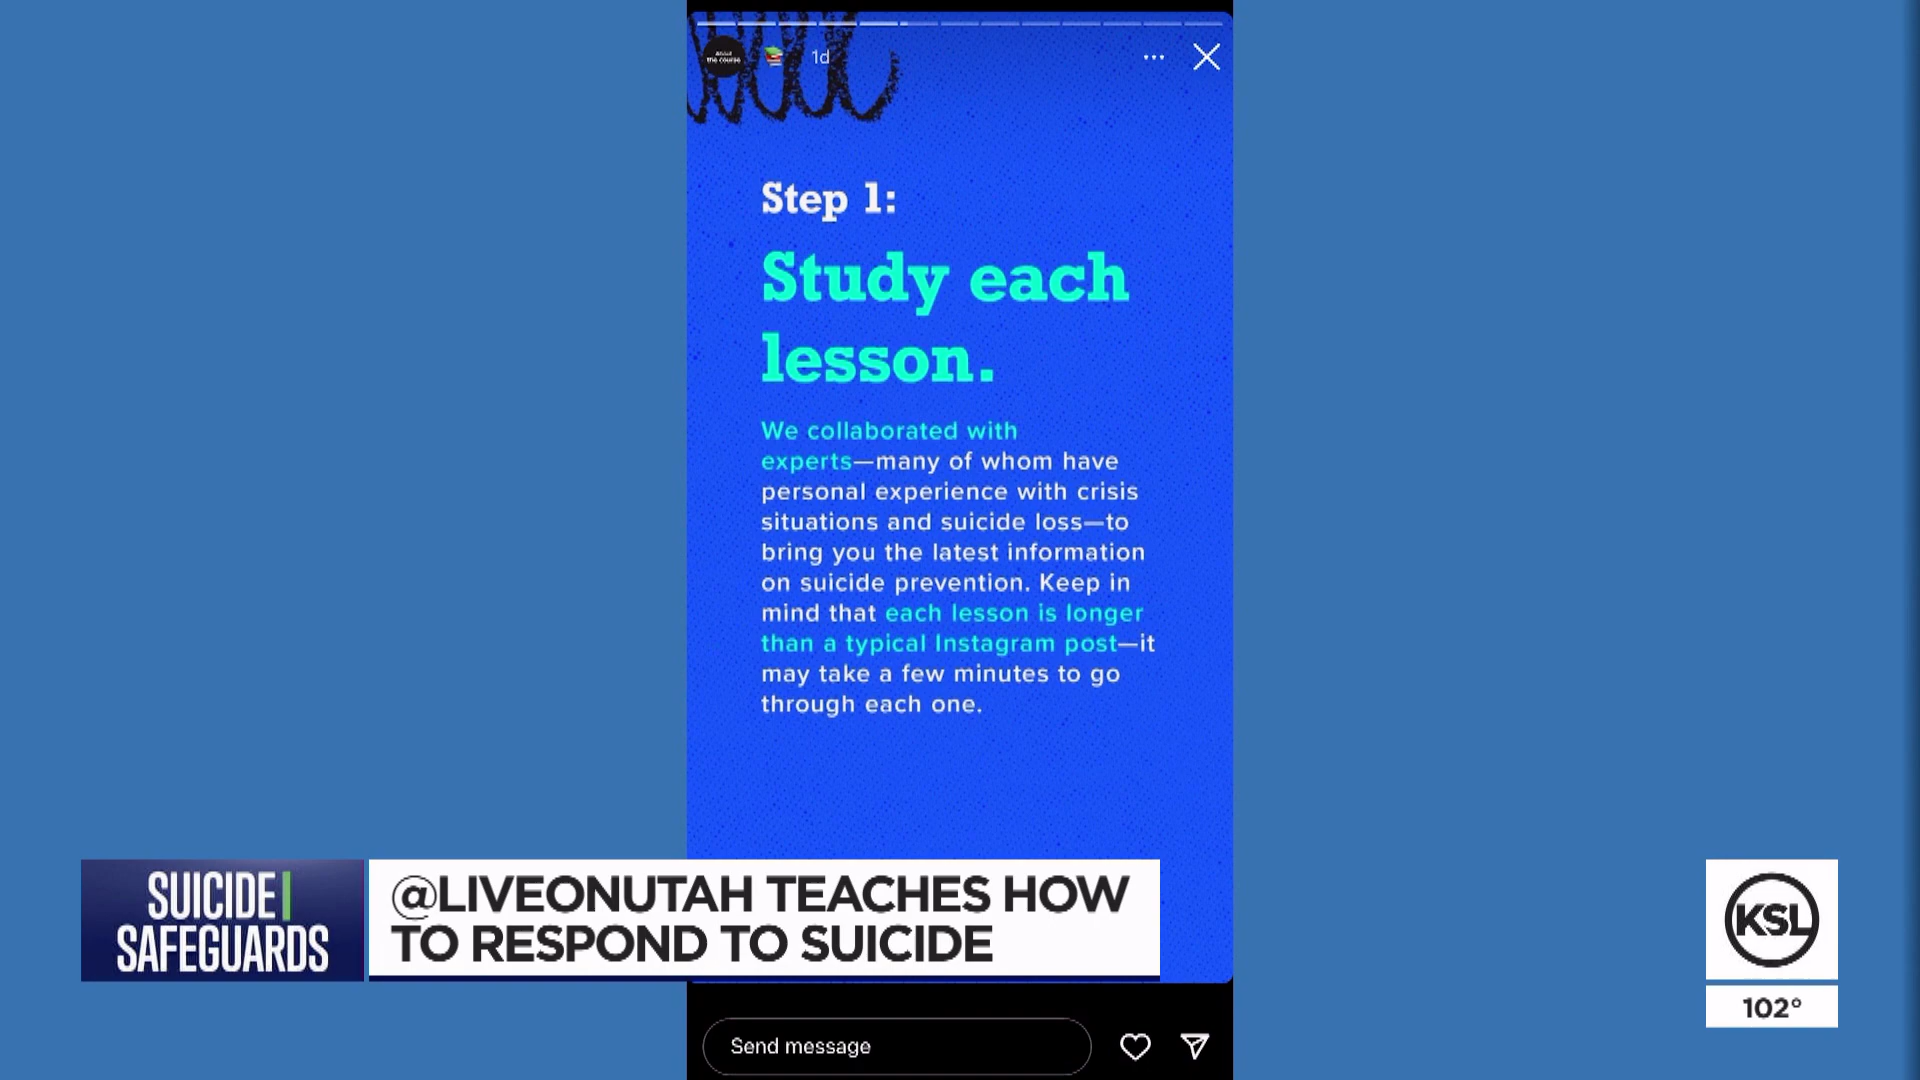 About
the course
1d
Step 1:
Study each
lesson.
We collaborated with
experts—many of whom have
personal experience with crisis
situations and suicide loss—to
bring you the latest information
on suicide prevention. Keep in
mind that each lesson is longer
than a typical Instagram post—it
may take a few minutes to go
through each one.
SUICIDE
SAFEGUARDS
@LIVEONUTAH TEACHES HOW
TO RESPOND TO SUICIDE
KSL
102°
Send message